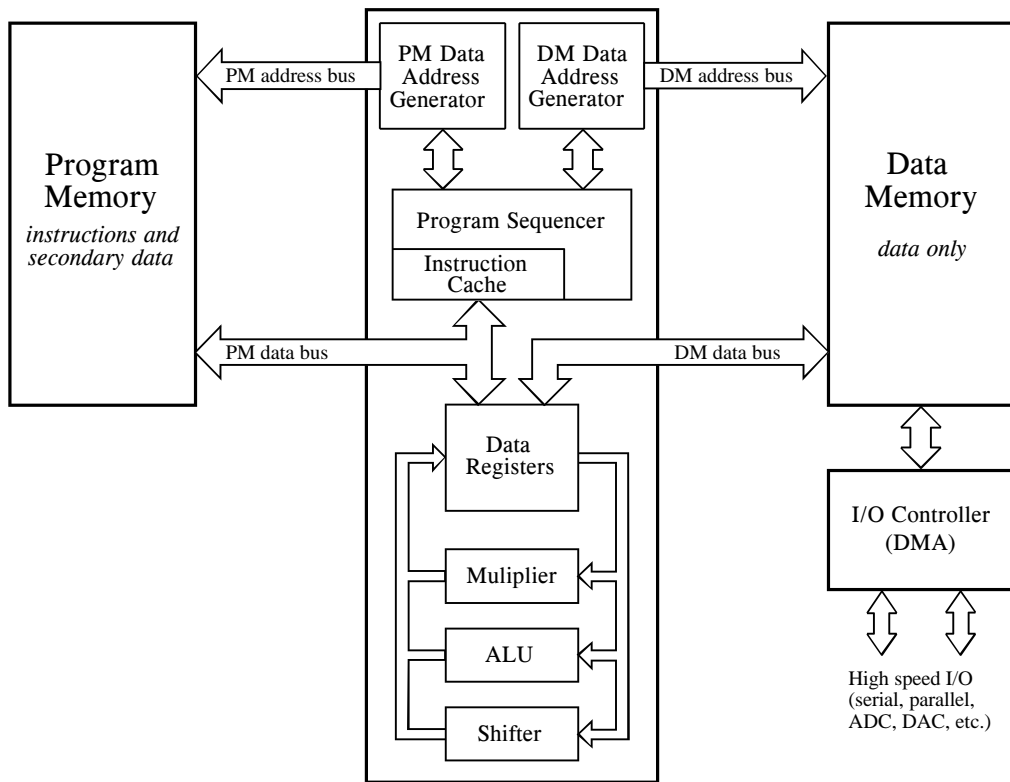 Program
Memory
instructions and
secondary data
PM address bus
PM Data
Address
Generator
DM Data
Address
Generator
DM address bus
Data
Memory
data only
Program Sequencer
Instruction
Cache
PM data bus
DM data bus
Data
Registers
Muliplier
ALU
Shifter
I/O Controller
(DMA)
High speed I/O
(serial, parallel,
ADC, DAC, etc.)